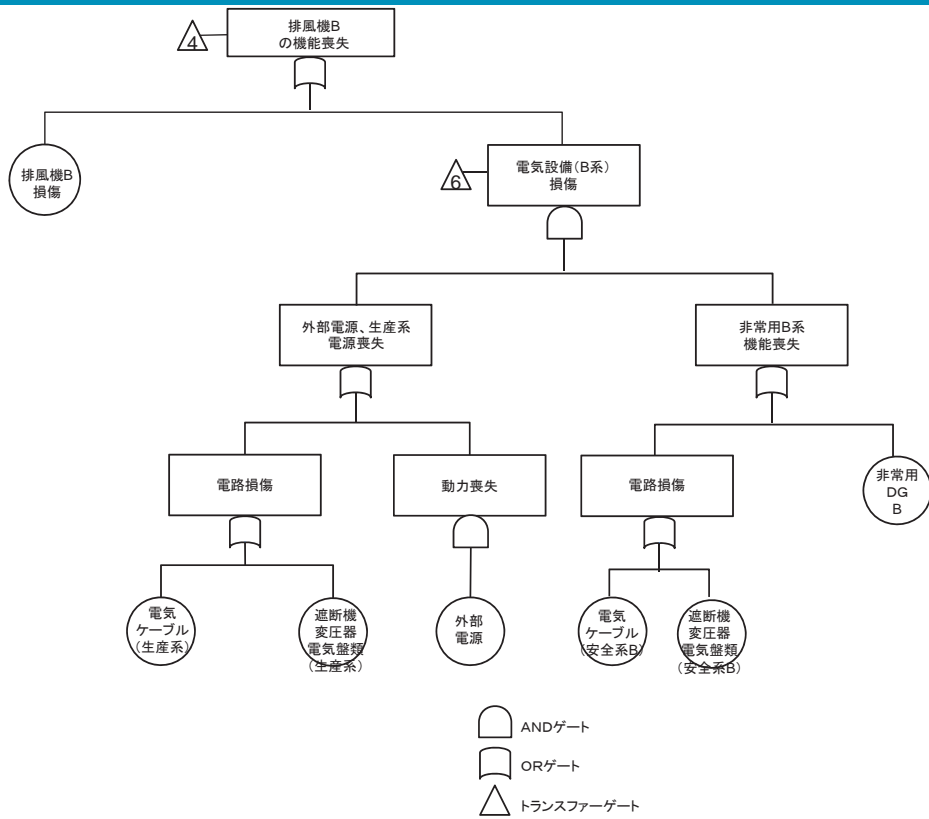 排風機B
の機能喪失
4
排風機B
損傷
電気設備(B系)
損傷
6
外部電源、生産系
電源喪失
非常用B系
機能喪失
電路損傷
動力喪失
電路損傷
非常用
DG
B
電気
ケーブル
(生産系)
遮断機
変圧器
電気盤類
(生産系)
外部
電源
電気
ケーブル
(安全系B)
遮断機
変圧器
電気盤類
(安全系B)
ANDゲート
ORゲート
トランスファーゲート